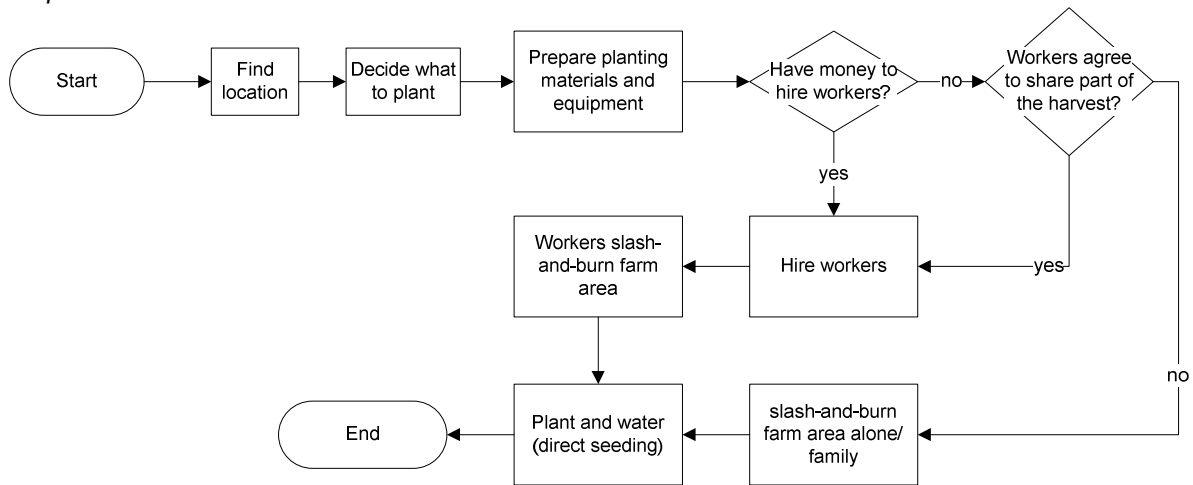 Start
Find
location
Decide what
to plant
Prepare planting
materials and
equipment
Have money to
hire workers?
no
Workers agree
to share part of
the harvest?
yes
Workers slash-
and-burn farm
area
Hire workers
yes
no
End
Plant and water
(direct seeding)
slash-and-burn
farm area alone/
family